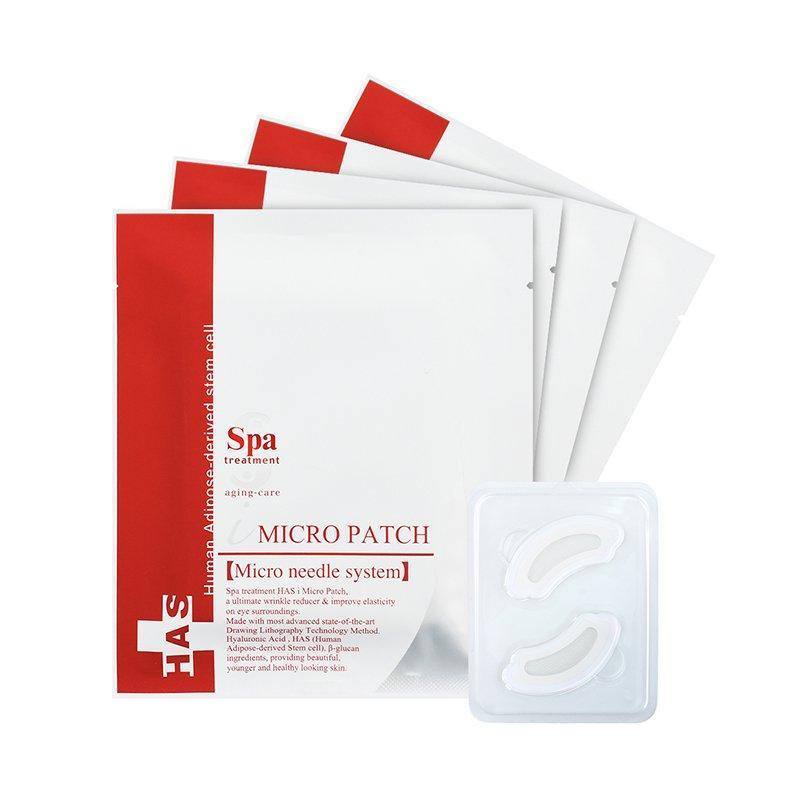 Human Adipose-derived stem cell
HAS
Spa
treatment
aging-care
i MICRO PATCH
【Micro needle system】
Spa treatment HAS i Micro Patch,
a ultimate wrinkle reducer & improve elasticity
on eye surroundings.
Made with most advanced state-of-the-art
Drawing Lithography Technology Method.
Hyaluronic Acid , HAS (Human
Adipose-derived Stem cell), β-glucan
ingredients, providing beautiful,
younger and healthy looking skin.